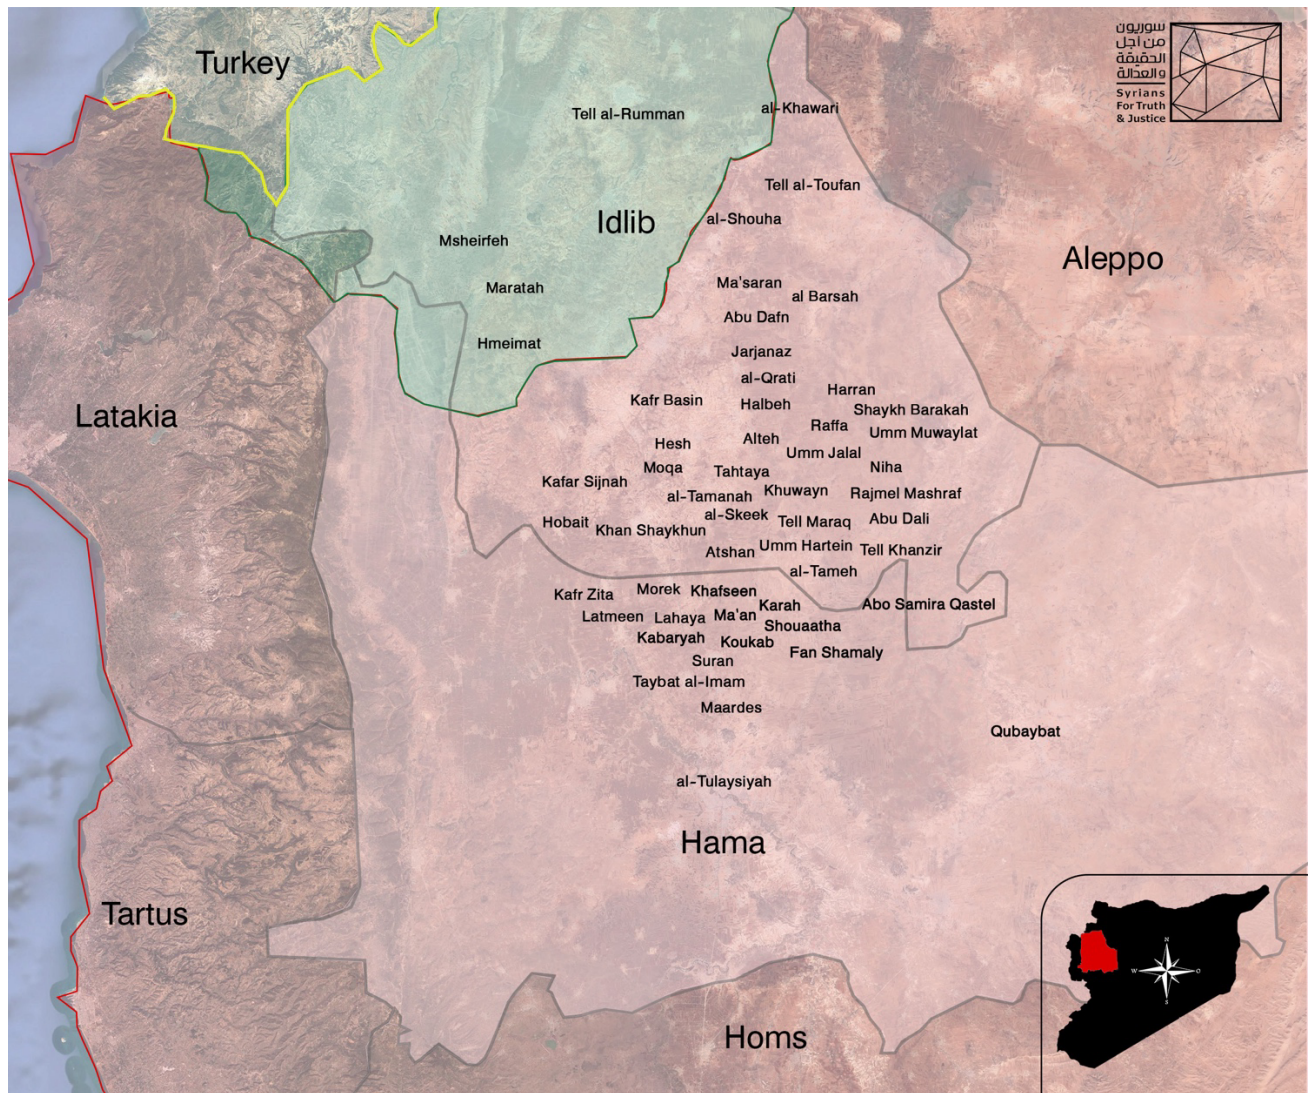 سوريون
من أجل
الحقيقة
والعدالة
Syrians
For Truth
& Justice
Turkey
Tell al-Rumman
al-Khawari
Tell al-Toufan
al-Shouha
Idlib
Msheirfeh
Aleppo
Maratah
Ma'saran
al Barsah
Abu Dafn
Hmeimat
Jarjanaz
al-Qrati
Harran
Kafr Basin
Halbeh
Shaykh Barakah
Latakia
Raffa
Umm Muwaylat
Hesh
Alteh
Umm Jalal
Moqa
Tahtaya
Niha
Kafar Sijnah
al-Tamanah
Khuwayn
Rajmel Mashraf
al-Skeek
Hobait
Khan Shaykhun
Tell Maraq
Abu Dali
Atshan
Umm Hartein
Tell Khanzir
al-Tameh
Kafr Zita
Morek
Khafseen
Karah
Abo Samira Qastel
Latmeen
Lahaya
Ma'an
Shouaatha
Kabaryah
Koukab
Fan Shamaly
Suran
Taybat al-Imam
Maardes
Qubaybat
al-Tulaysiyah
Hama
Tartus
Homs
N
W
O
S